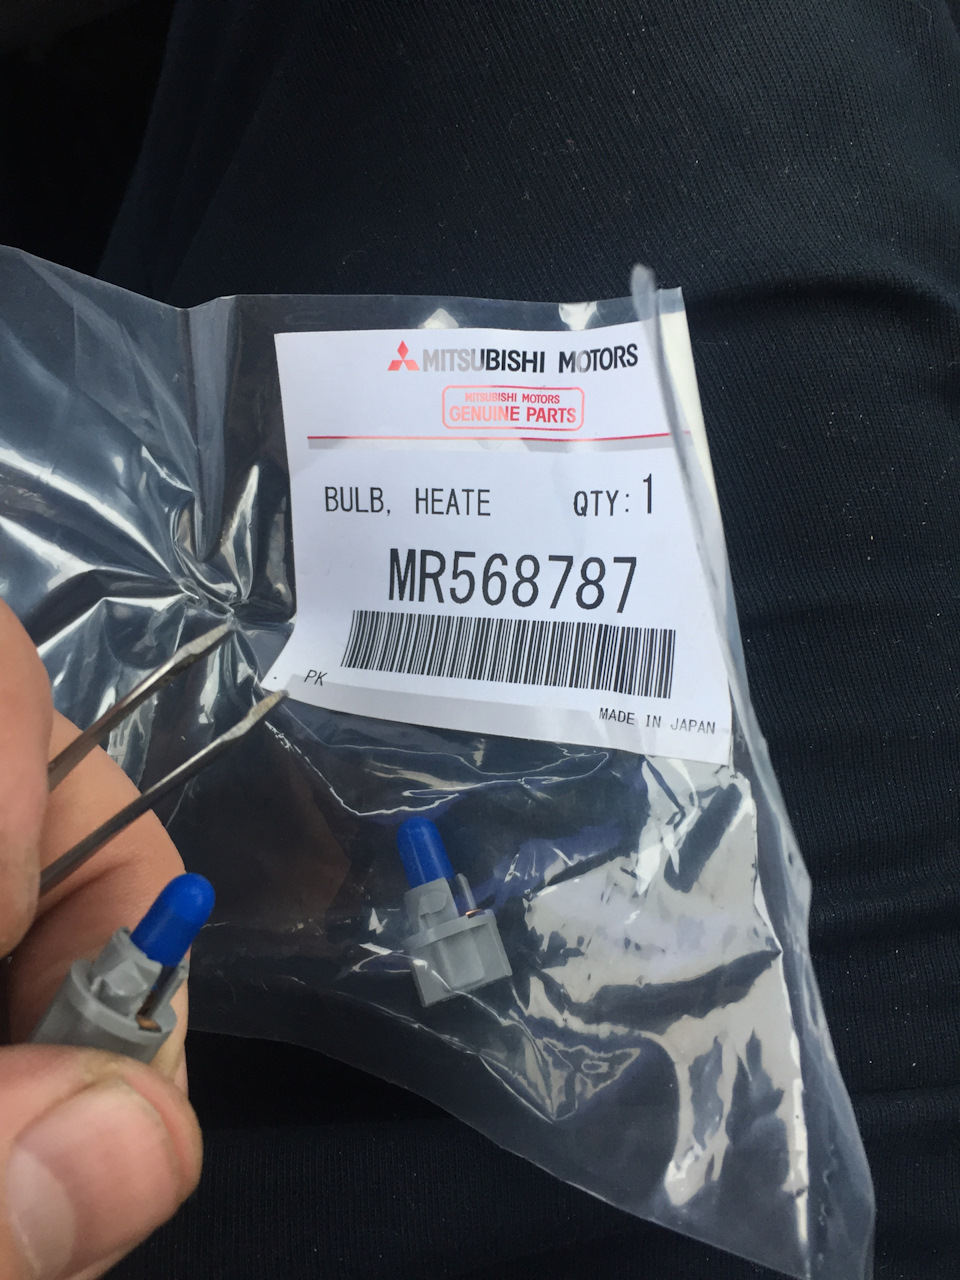 MITSUBISHI MOTORS
MITSUBISHI MOTORS
GENUINE PARTS
BULB, HEATE QTY: 1
MR568787
PK
MADE IN JAPAN